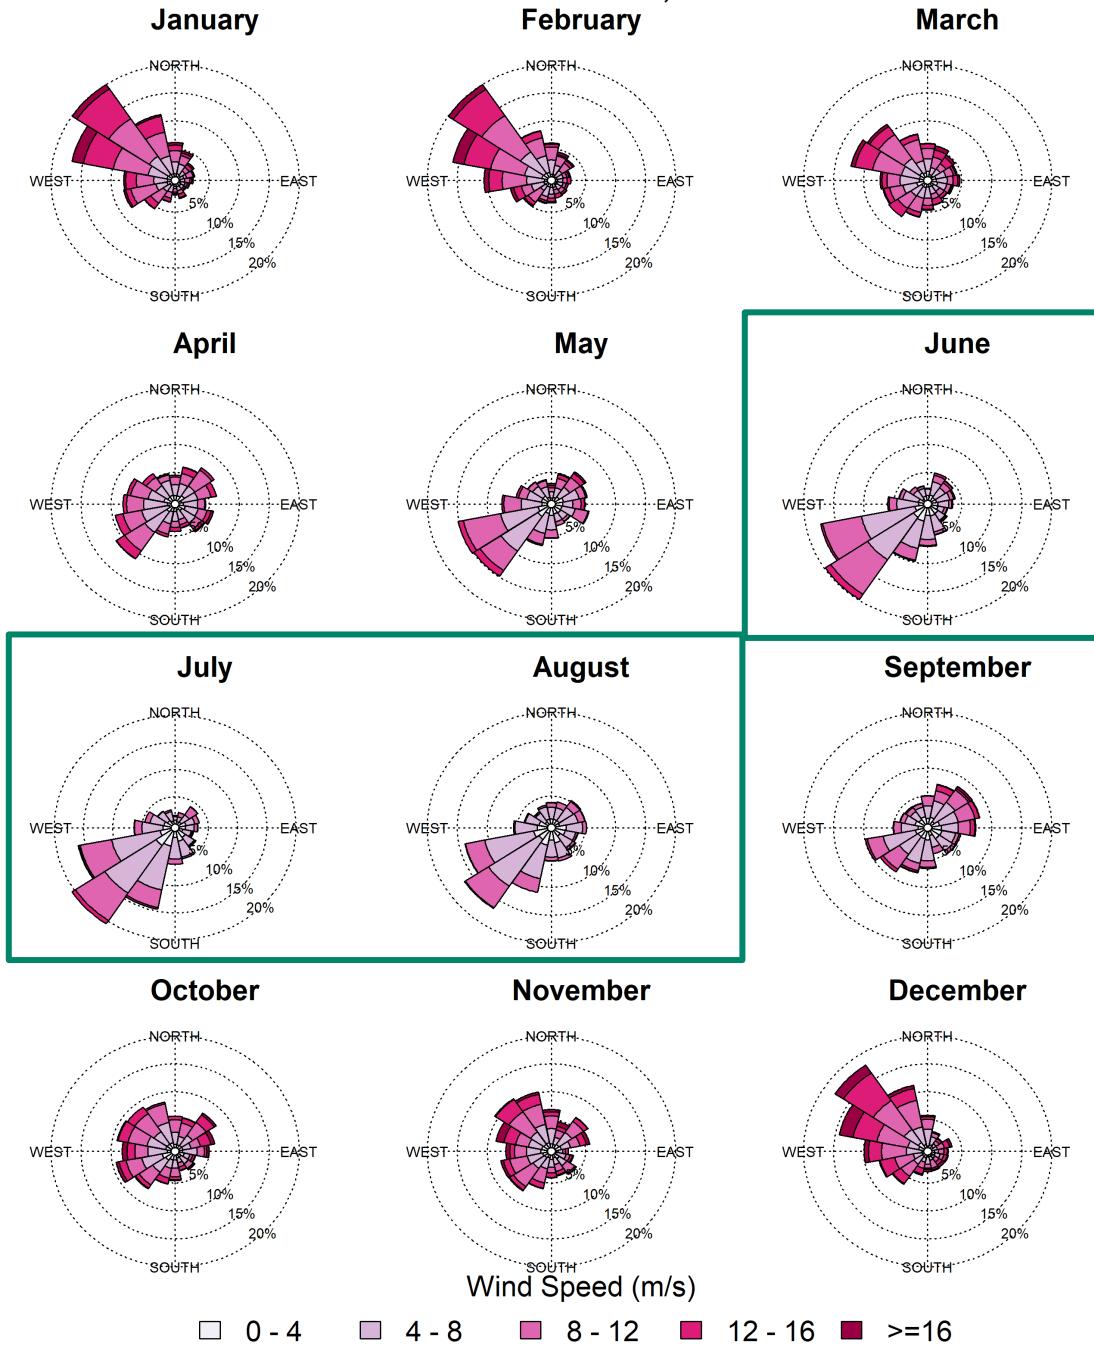 January February March
NORTH NORTH NORTH
WEST EAST WEST EAST WEST EAST
5% 5% 5%
10% 10% 10%
15% 15% 15%
20% 20% 20%
SOUTH SOUTH SOUTH
April May June
NORTH NORTH NORTH
WEST EAST WEST EAST WEST EAST
5% 5% 5%
10% 10% 10%
15% 15% 15%
20% 20% 20%
SOUTH SOUTH SOUTH
July August September
NORTH NORTH NORTH
WEST EAST WEST EAST WEST EAST
5% 5% 5%
10% 10% 10%
15% 15% 15%
20% 20% 20%
SOUTH SOUTH SOUTH
October November December
NORTH NORTH NORTH
WEST EAST WEST EAST WEST EAST
5% 5% 5%
10% 10% 10%
15% 15% 15%
20% 20% 20%
SOUTH SOUTH SOUTH
Wind Speed (m/s)
0 - 4 4 - 8 8 - 12 12 - 16 >=16